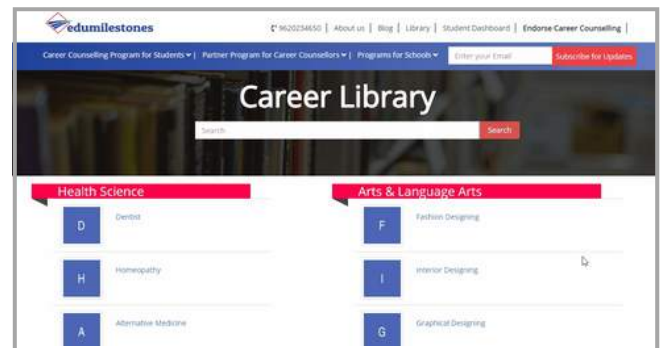 edumilestones
9620234650 | About us | Blog | Library | Student Dashboard | Endorse Career Counselling |
Career Counselling Program for Students | Partner Program for Career Counsellors | Programs for Schools
Enter your Email
Subscribe for Updates
Career Library
Search
Search
Health Science
D
Dentist
H
Homeopathy
A
Alternative Medicine
Arts & Language Arts
F
Fashion Designing
I
Interior Designing
G
Graphical Designing